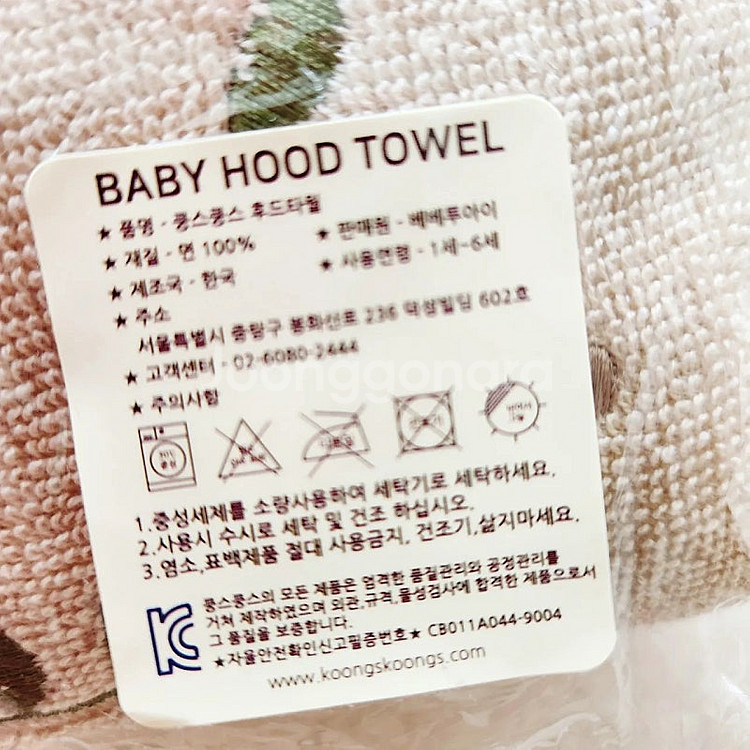 BABY HOOD TOWEL
★ 품명 - 쿵스쿵스 후드타월
★ 판매원 - 베베투아이
★ 재질 - 면 100%
★ 사용연령 - 1세~6세
★ 제조국 - 한국
★ 주소
서울특별시 중랑구 봉화산로 236 덕성빌딩 602호
★ 고객센터 - 02-6080-2444
★ 주의사항
1.중성세제를 소량사용하여 세탁기로 세탁하세요.
2.사용시 수시로 세탁 및 건조 하십시오.
3.염소,표백제품 절대 사용금지, 건조기,삶지마세요.
쿵스쿵스의 모든 제품은 엄격한 품질관리와 공정관리를
거쳐 제작하였으며 외관,규격,물성검사에 합격한 제품으로서
그 품질을 보증합니다.
★자율안전확인신고필증번호★ CB011A044-9004
www.koongskoongs.com